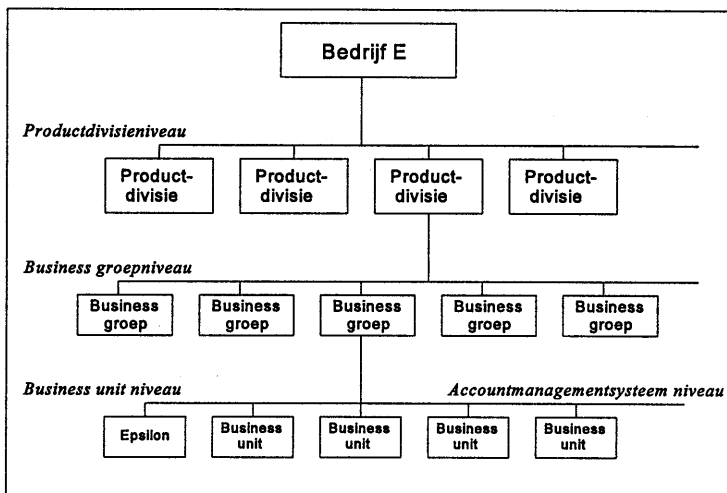 Bedrijf E
Productdivisieniveau
Product-
divisie
Product-
divisie
Product-
divisie
Product-
divisie
Business groepniveau
Business
groep
Business
groep
Business
groep
Business
groep
Business
groep
Business unit niveau
Accountmanagementsysteem niveau
Epsilon
Business
unit
Business
unit
Business
unit
Business
unit